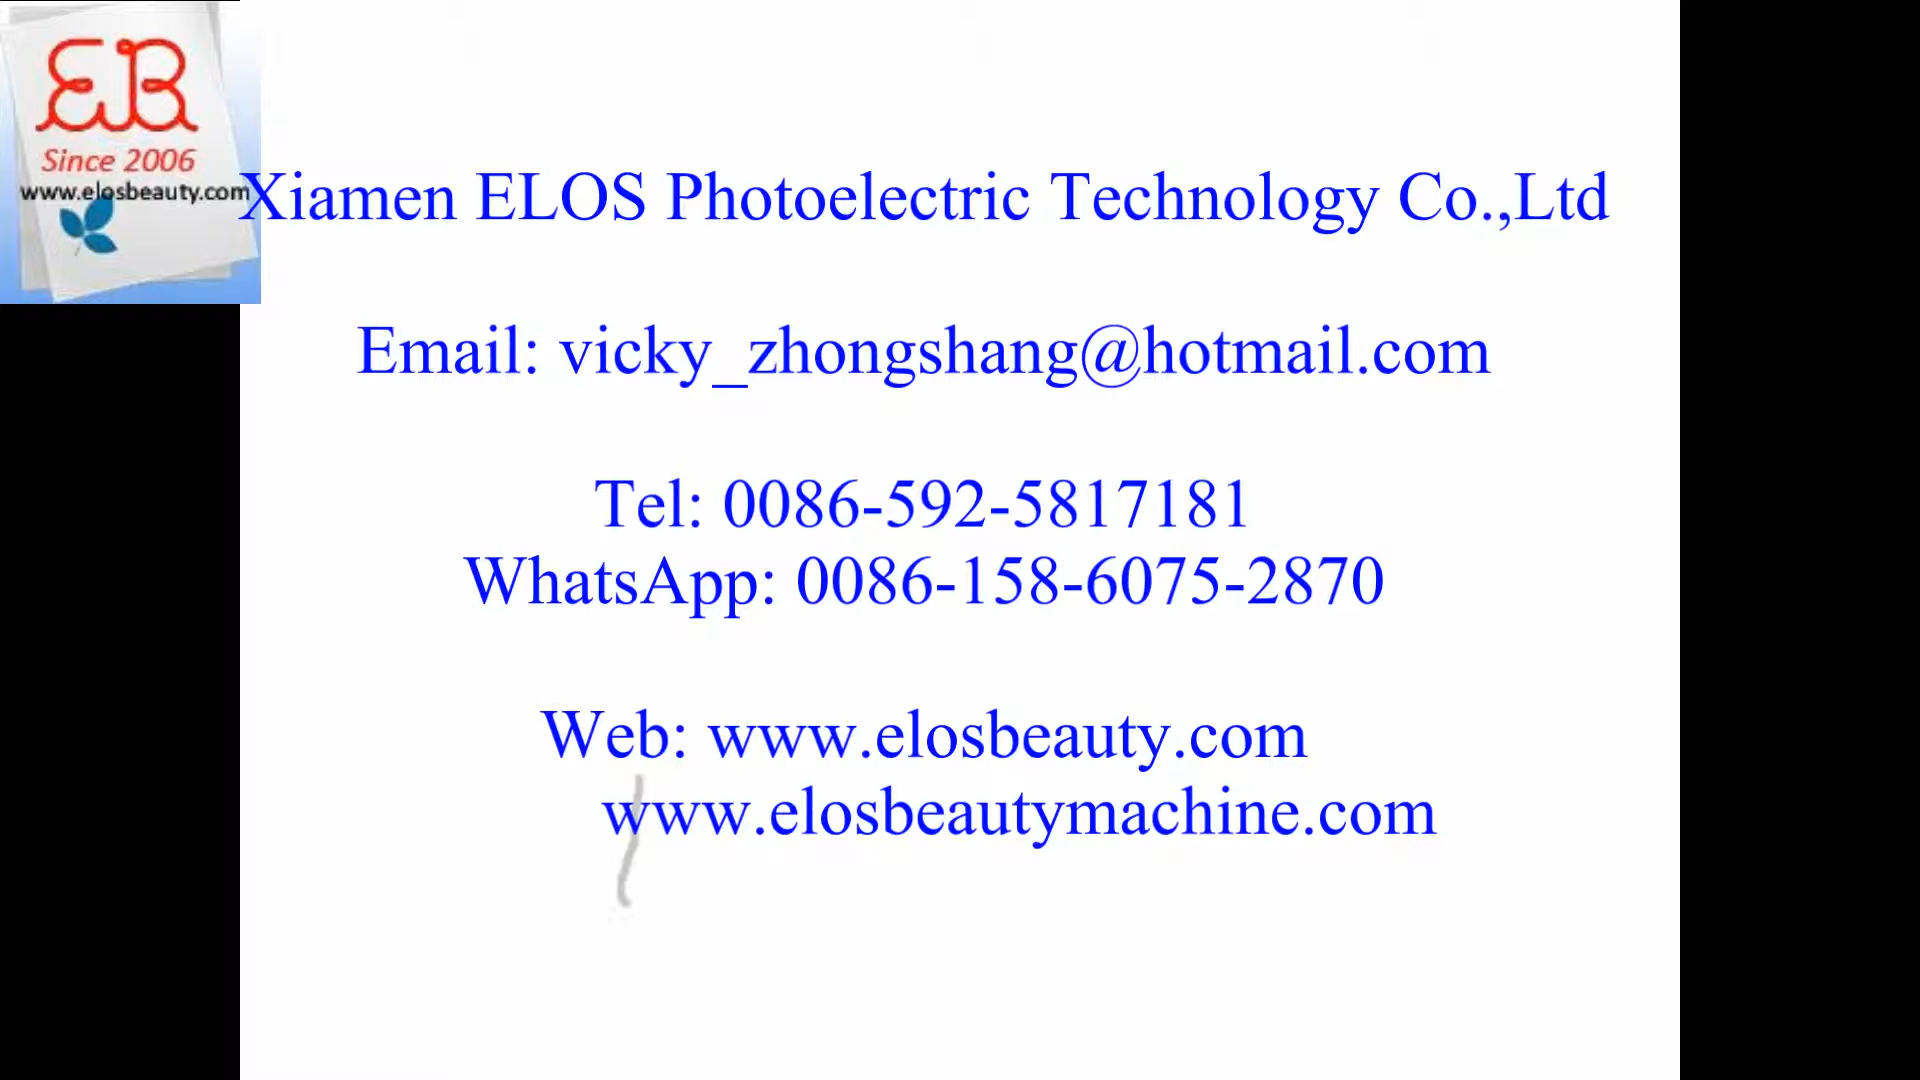 EB
Since 2006
www.elosbeauty.com
Xiamen ELOS Photoelectric Technology Co.,Ltd
Email: vicky_zhongshang@hotmail.com
Tel: 0086-592-5817181
WhatsApp: 0086-158-6075-2870
Web: www.elosbeauty.com
www.elosbeautymachine.com